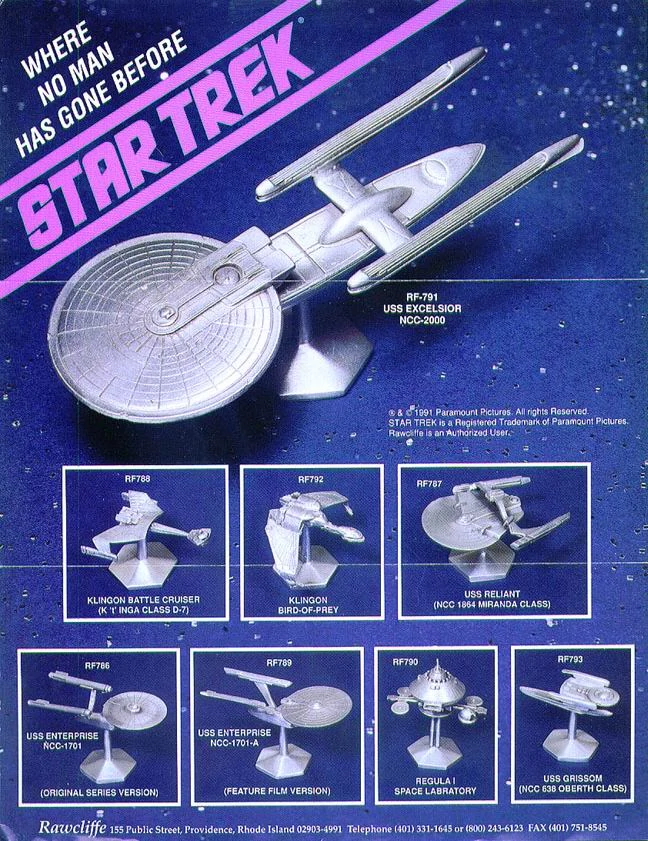 WHERE
NO MAN
HAS GONE BEFORE
STAR TREK
RF-791
USS EXCELSIOR
NCC-2000
® & © 1991 Paramount Pictures. All rights Reserved.
STAR TREK is a Registered Trademark of Paramount Pictures.
Rawcliffe is an Authorized User.
RF788
KLINGON BATTLE CRUISER
(K 't' INGA CLASS D-7)
RF792
KLINGON
BIRD-OF-PREY
RF787
USS RELIANT
(NCC 1864 MIRANDA CLASS)
RF786
USS ENTERPRISE
NCC-1701
(ORIGINAL SERIES VERSION)
RF789
USS ENTERPRISE
NCC-1701-A
(FEATURE FILM VERSION)
RF790
REGULA I
SPACE LABRATORY
RF793
USS GRISSOM
(NCC 638 OBERTH CLASS)
Rawcliffe 155 Public Street, Providence, Rhode Island 02903-4991 Telephone (401) 331-1645 or (800) 243-6123 FAX (401) 751-8545